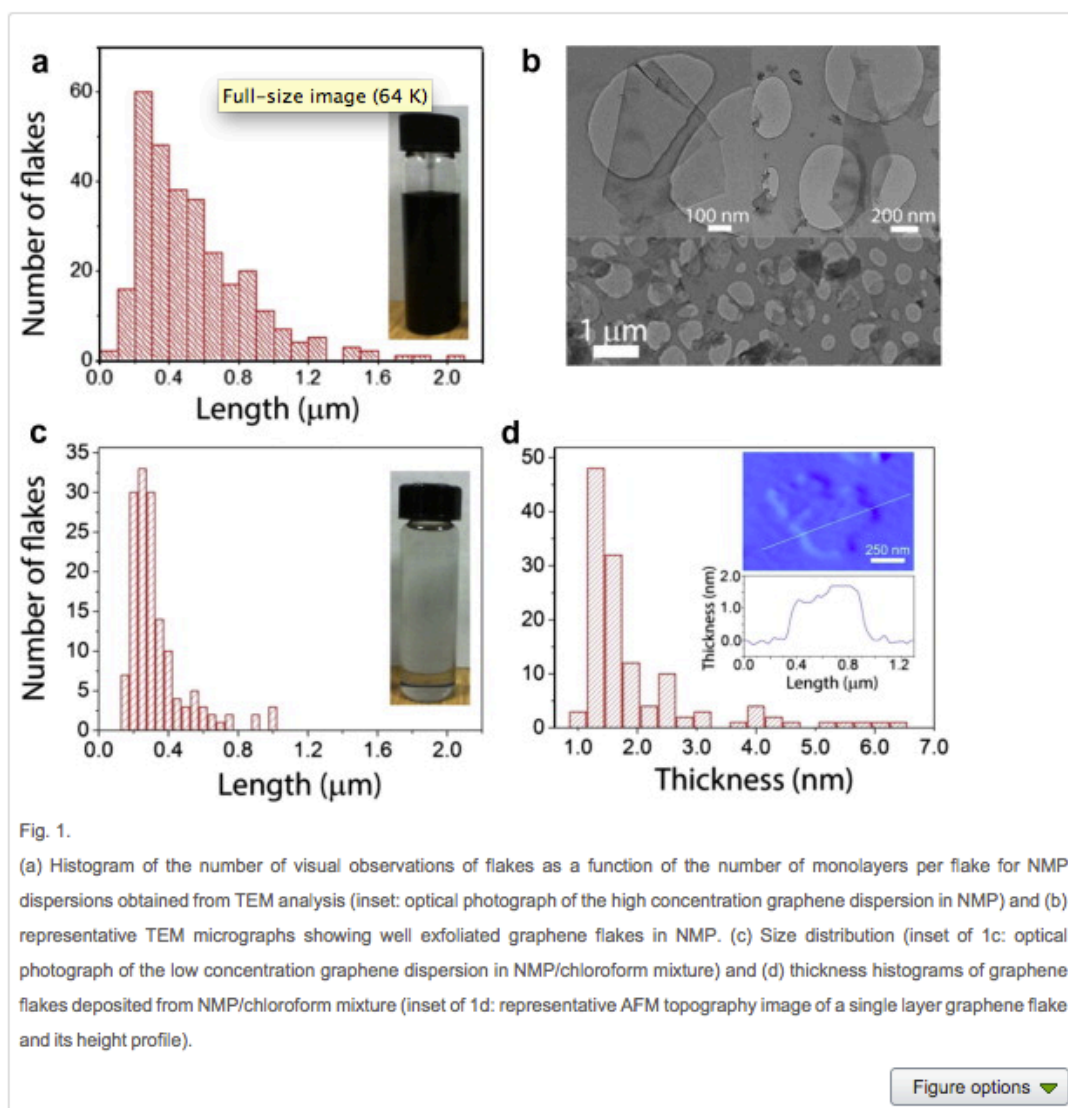 a
Full-size image (64 K)
Number of flakes
60
40
20
0
0.0 0.4 0.8 1.2 1.6 2.0
Length (μm)
b
100 nm
200 nm
1 μm
c
Number of flakes
35
30
25
20
15
10
5
0
0.0 0.4 0.8 1.2 1.6 2.0
Length (μm)
d
50
40
30
20
10
0
1.0 2.0 3.0 4.0 5.0 6.0 7.0
Thickness (nm)
250 nm
Thickness (nm)
2.0
1.0
0.0
0.0 0.4 0.8 1.2
Length (μm)
Fig. 1.
(a) Histogram of the number of visual observations of flakes as a function of the number of monolayers per flake for NMP
dispersions obtained from TEM analysis (inset: optical photograph of the high concentration graphene dispersion in NMP) and (b)
representative TEM micrographs showing well exfoliated graphene flakes in NMP. (c) Size distribution (inset of 1c: optical
photograph of the low concentration graphene dispersion in NMP/chloroform mixture) and (d) thickness histograms of graphene
flakes deposited from NMP/chloroform mixture (inset of 1d: representative AFM topography image of a single layer graphene flake
and its height profile).
Figure options